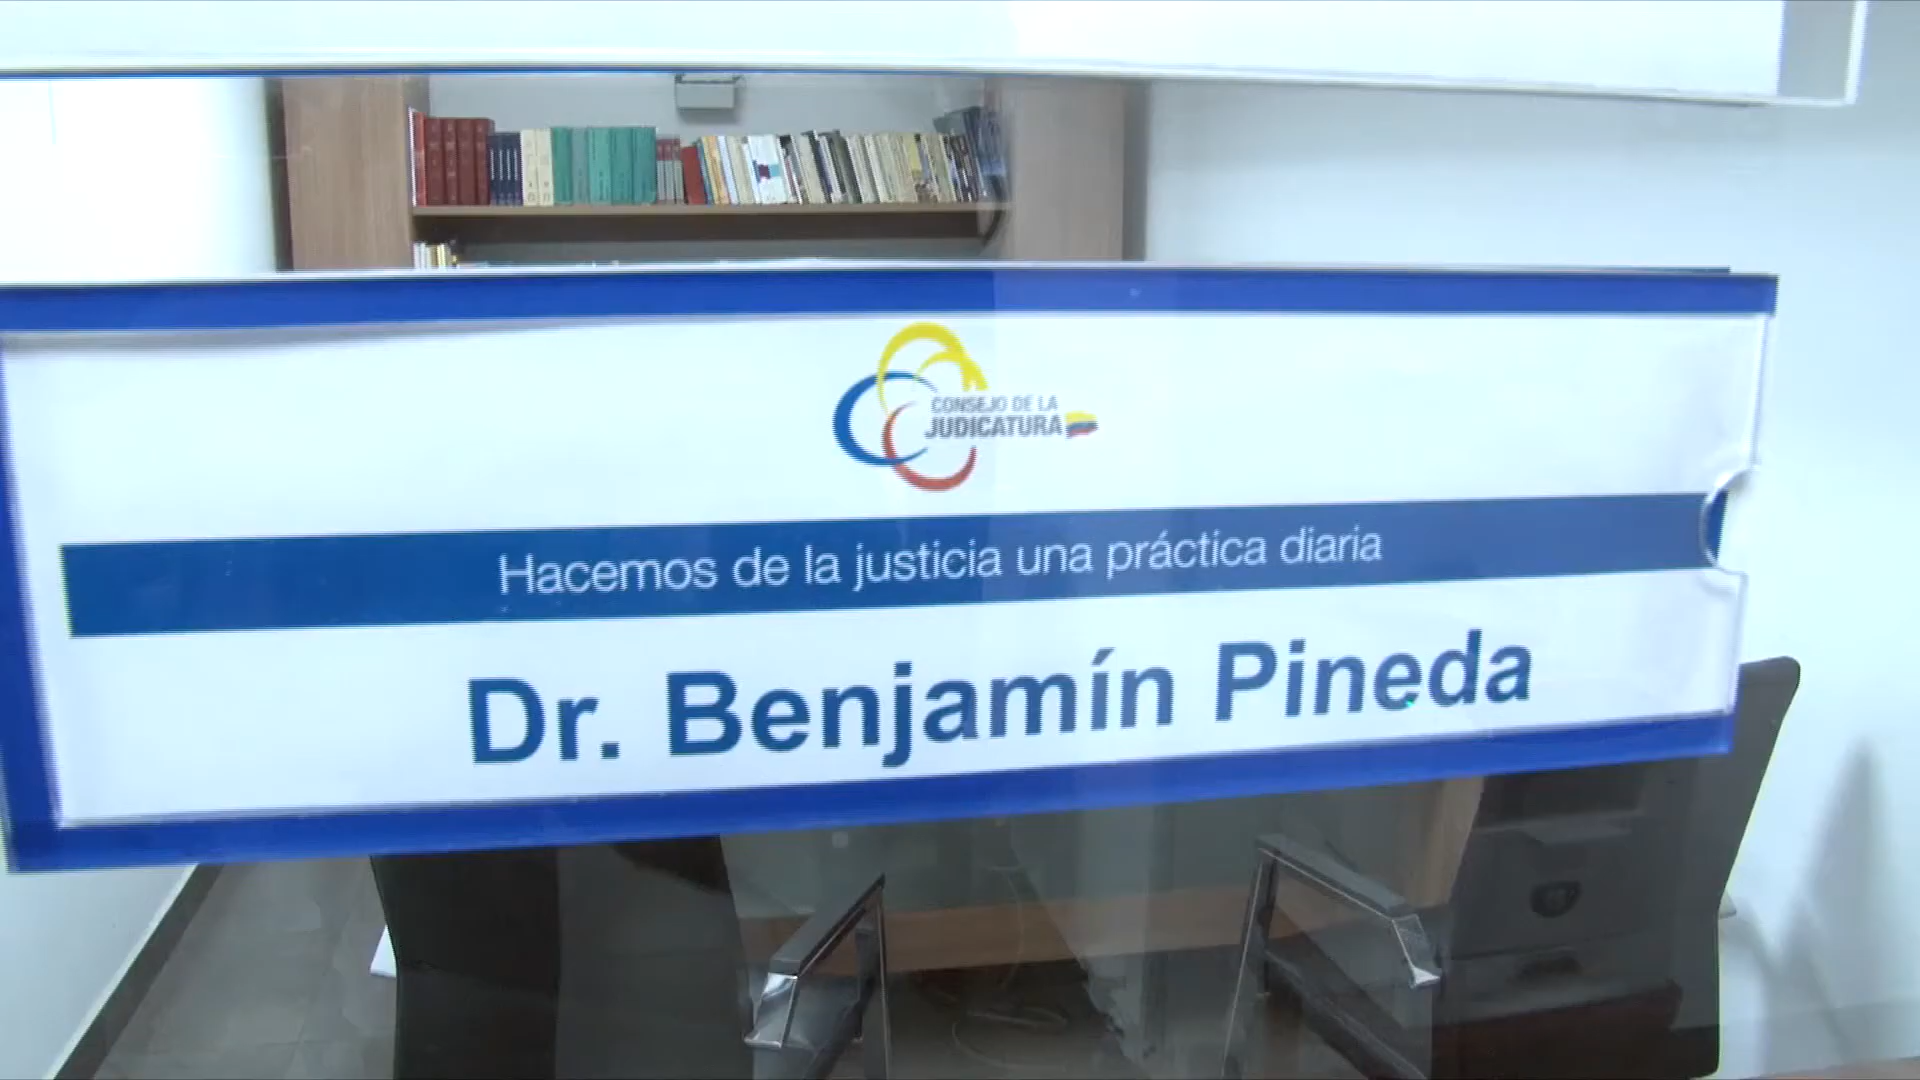 CONSEJO DE LA
JUDICATURA
Hacemos de la justicia una práctica diaria
Dr. Benjamín Pineda